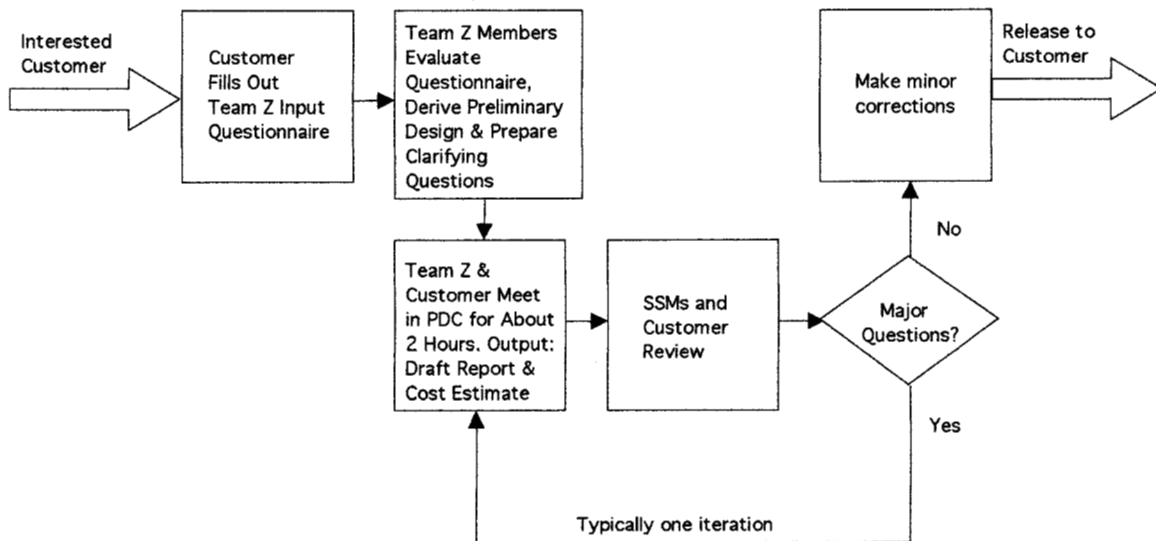 Interested
Customer
Customer
Fills Out
Team Z Input
Questionnaire
Team Z Members
Evaluate
Questionnaire,
Derive Preliminary
Design & Prepare
Clarifying
Questions
Team Z &
Customer Meet
in PDC for About
2 Hours. Output:
Draft Report &
Cost Estimate
SSMs and
Customer
Review
Major
Questions?
No
Yes
Make minor
corrections
Release to
Customer
Typically one iteration